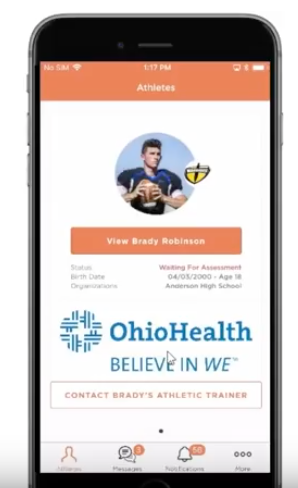 No SIM
1:17 PM
Athletes
View Brady Robinson
Status Waiting For Assessment
Birth Date 04/03/2000 - Age 18
Organizations Anderson High School
OhioHealth
BELIEVE IN WE™
CONTACT BRADY'S ATHLETIC TRAINER
Athletes Messages Notifications More